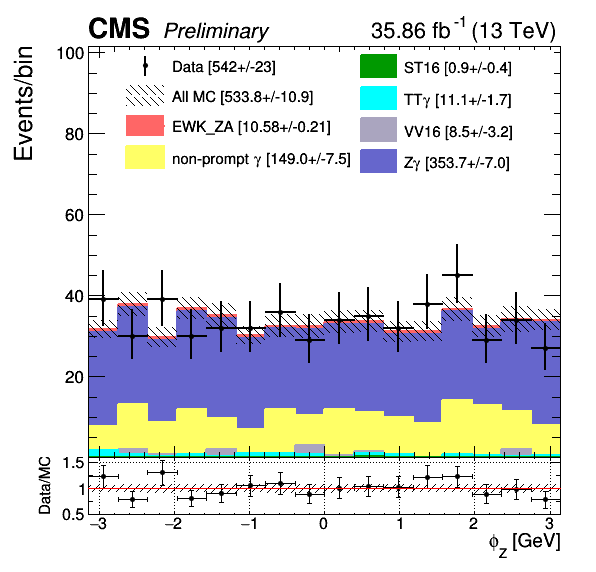 CMS Preliminary 35.86 fb⁻¹ (13 TeV)
Events/bin
100
80
60
40
20
Data [542+/-23]
All MC [533.8+/-10.9]
EWK_ZA [10.58+/-0.21]
non-prompt γ [149.0+/-7.5]
ST16 [0.9+/-0.4]
TTγ [11.1+/-1.7]
VV16 [8.5+/-3.2]
Zγ [353.7+/-7.0]
Data/MC
1.5
1
0.5
−3 −2 −1 0 1 2 3
ϕ_Z [GeV]